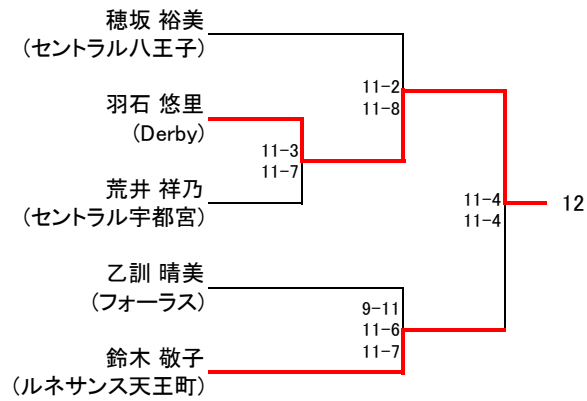 穂坂 裕美
(セントラル八王子)
11-2
11-8
羽石 悠里
(Derby)
11-3
11-7
荒井 祥乃
(セントラル宇都宮)
11-4
11-4
12
乙訓 晴美
(フォーラス)
9-11
11-6
11-7
鈴木 敬子
(ルネサンス天王町)